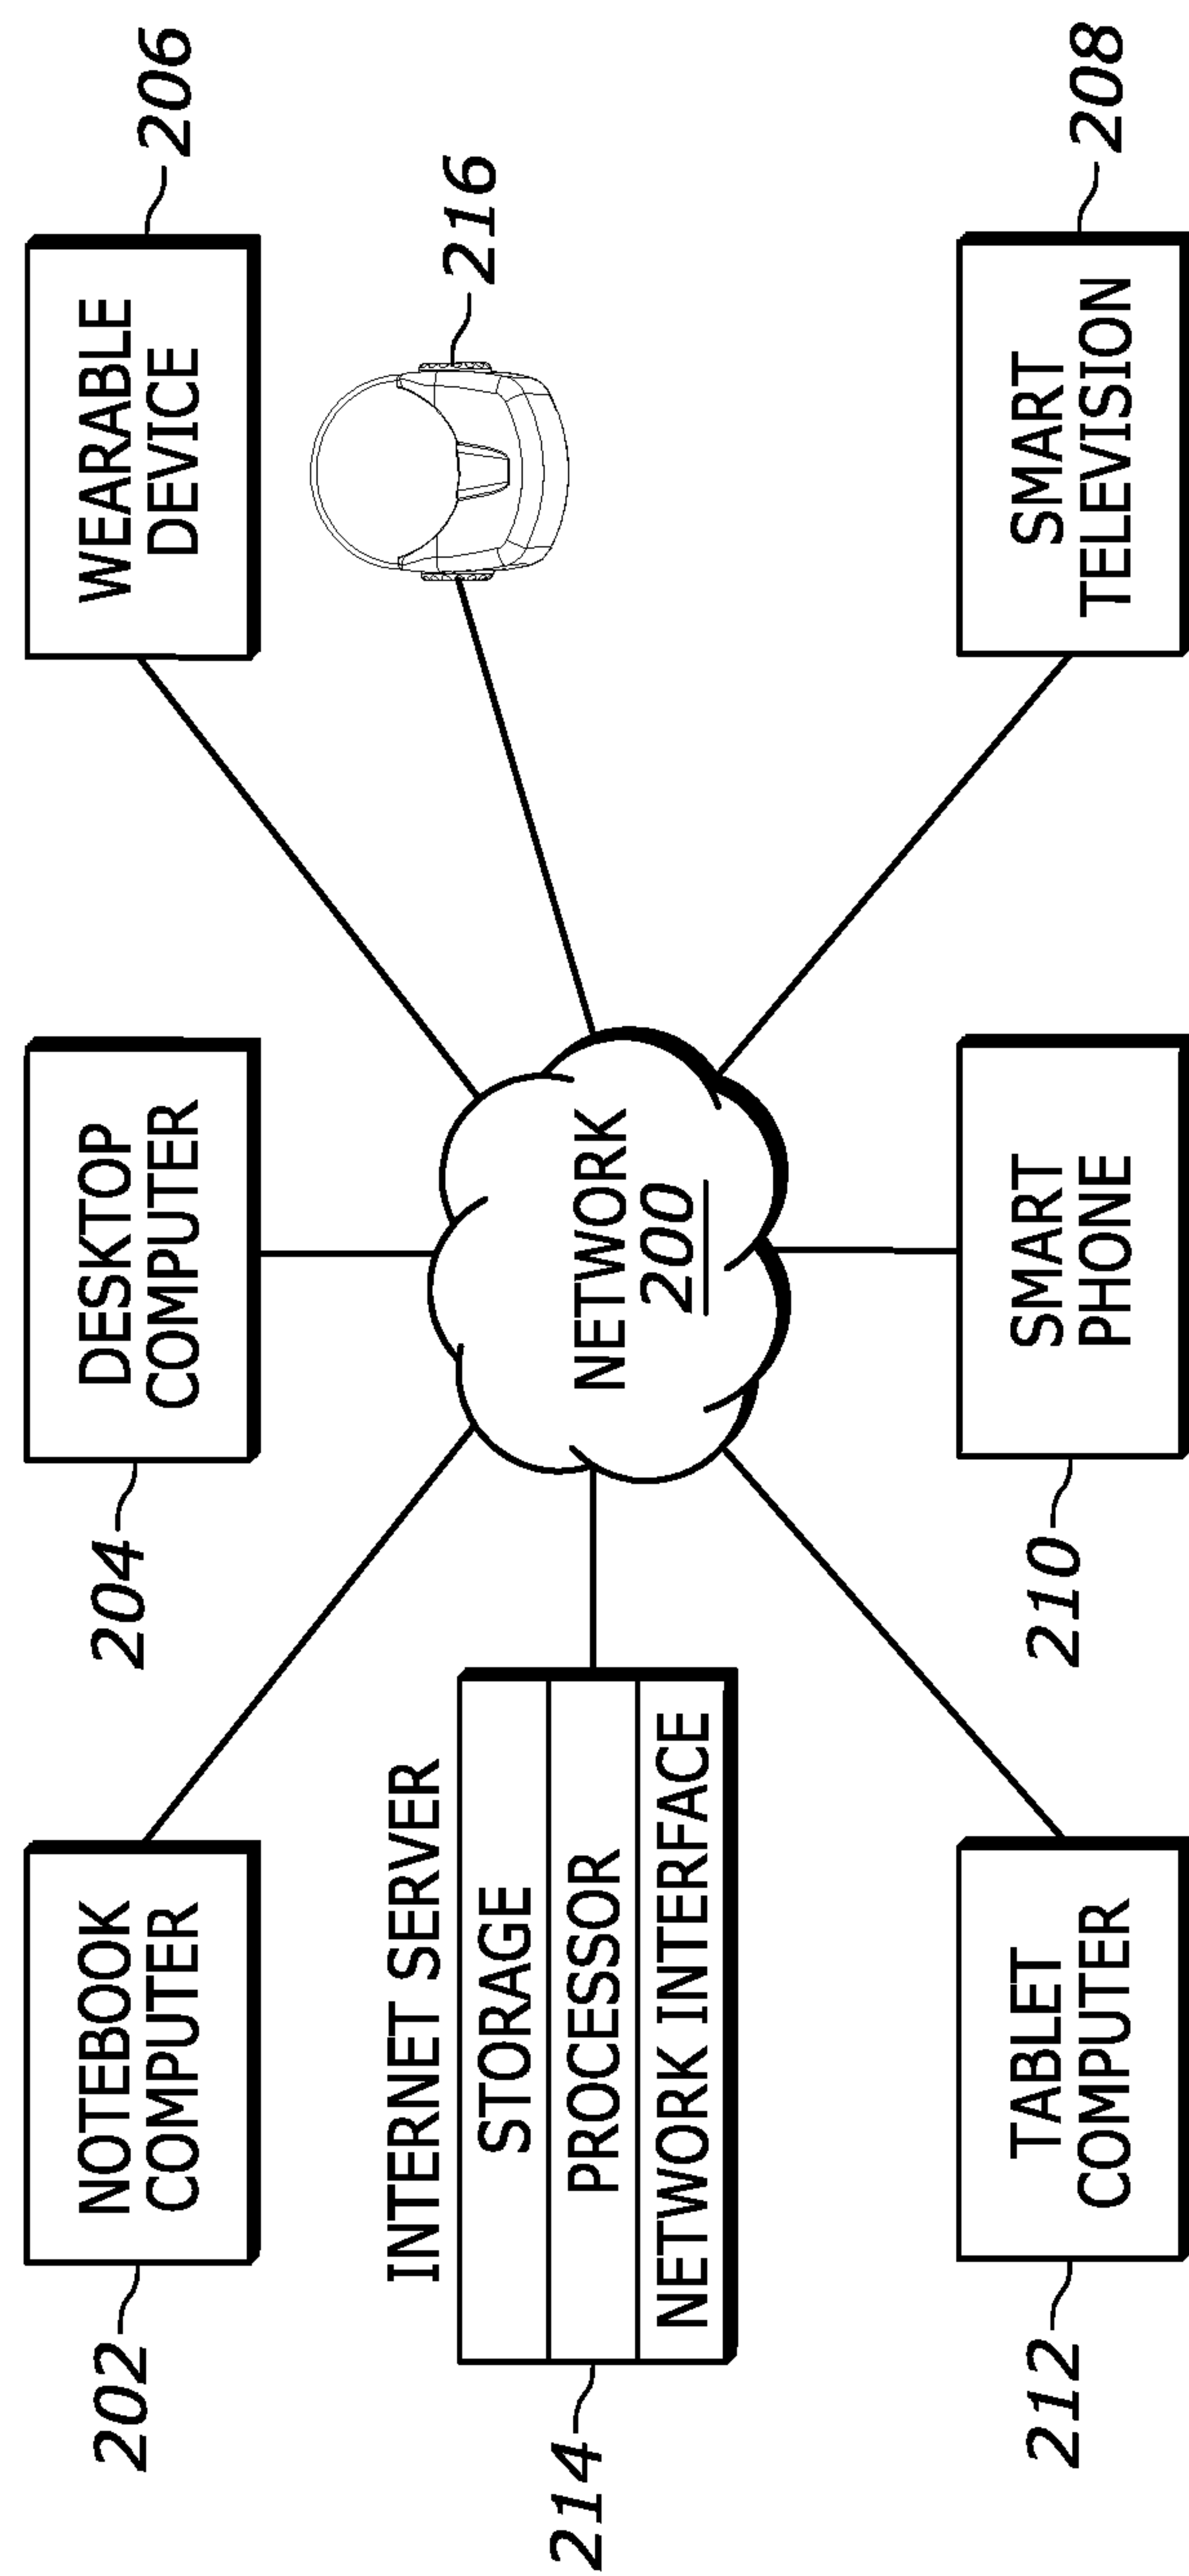 NOTEBOOK
COMPUTER
202
DESKTOP
COMPUTER
204
WEARABLE
DEVICE
206
INTERNET SERVER
STORAGE
PROCESSOR
NETWORK INTERFACE
214
NETWORK
200
216
TABLET
COMPUTER
212
SMART
PHONE
210
SMART
TELEVISION
208